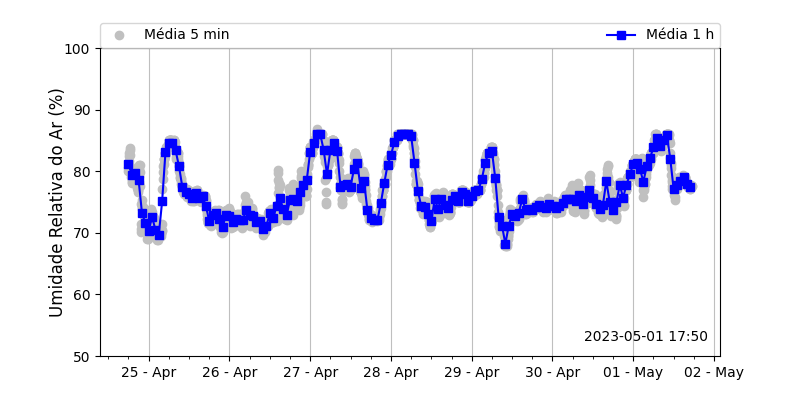 Média 5 min
Média 1 h
100
90
80
70
60
50
Umidade Relativa do Ar (%)
2023-05-01 17:50
25 - Apr
26 - Apr
27 - Apr
28 - Apr
29 - Apr
30 - Apr
01 - May
02 - May